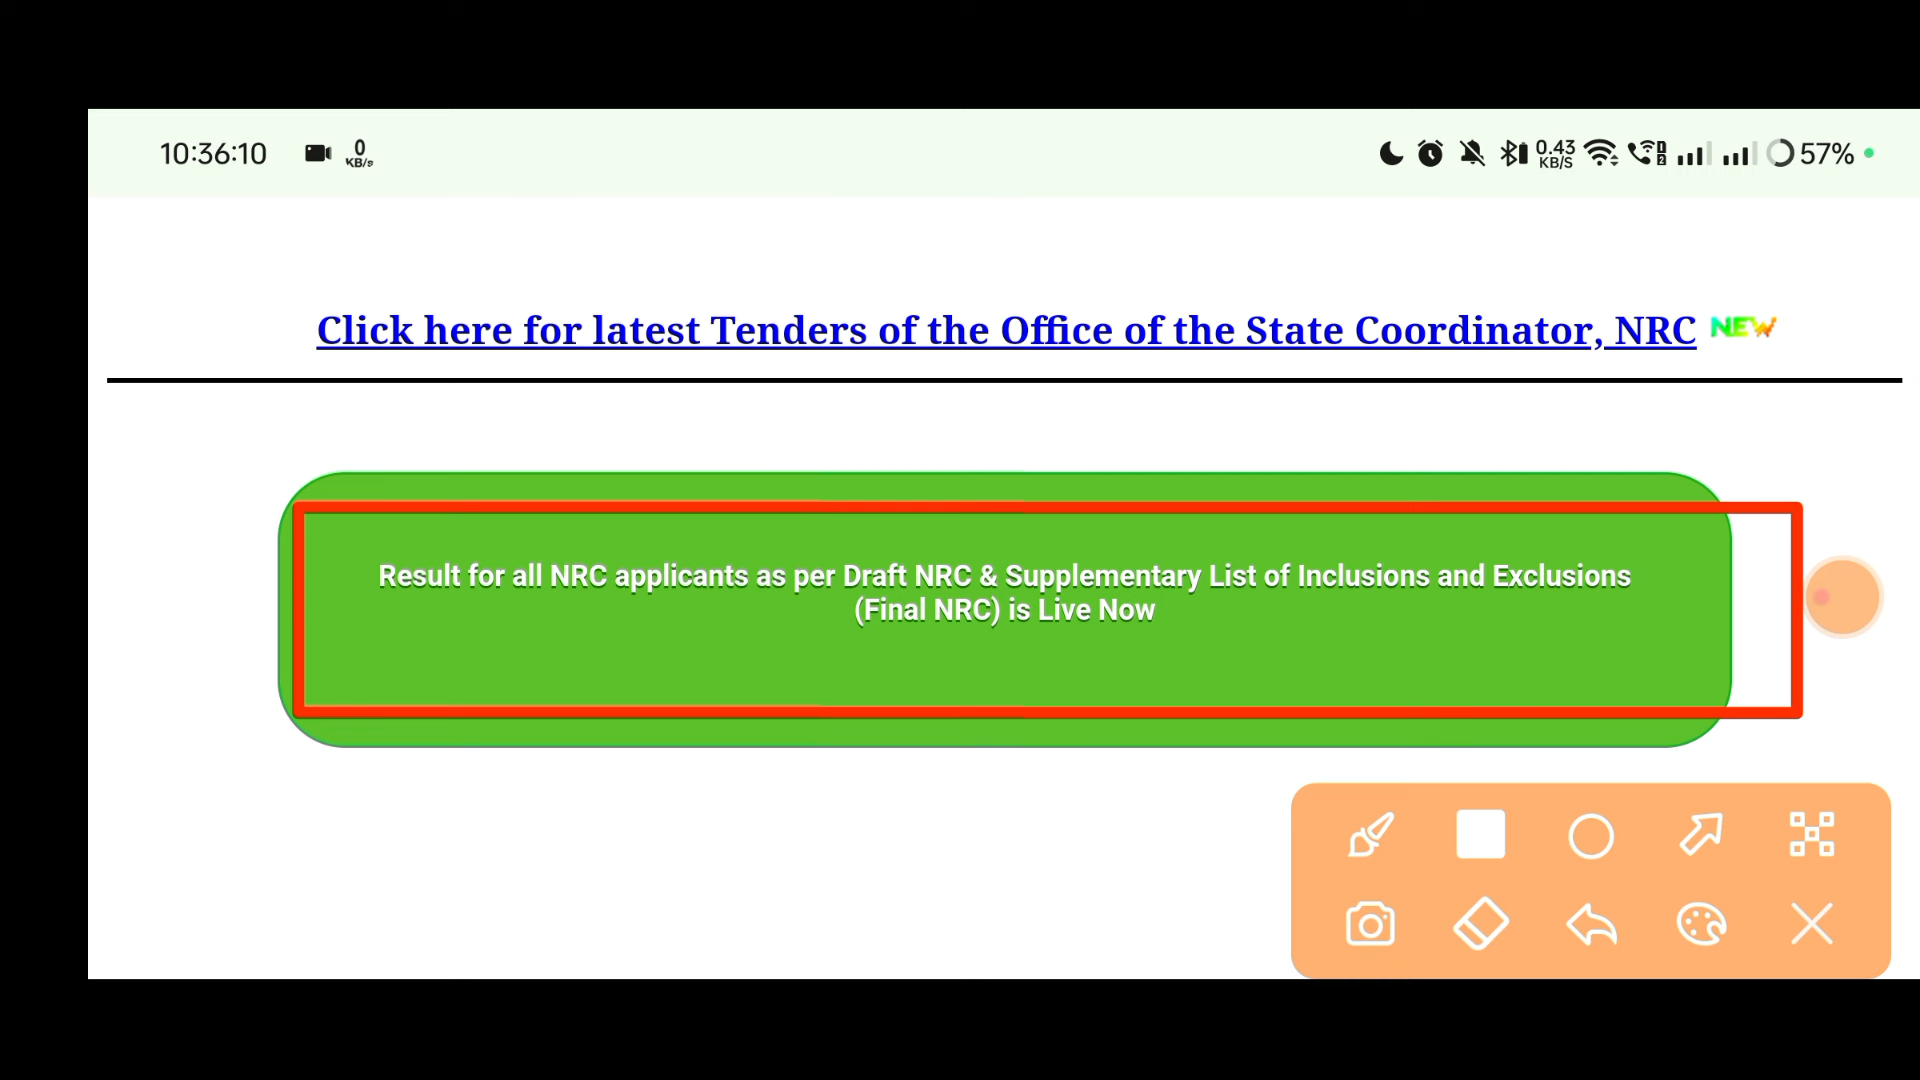 10:36:10 0 KB/s 0.43 KB/S 57%
Click here for latest Tenders of the Office of the State Coordinator, NRC NEW
Result for all NRC applicants as per Draft NRC & Supplementary List of Inclusions and Exclusions
(Final NRC) is Live Now